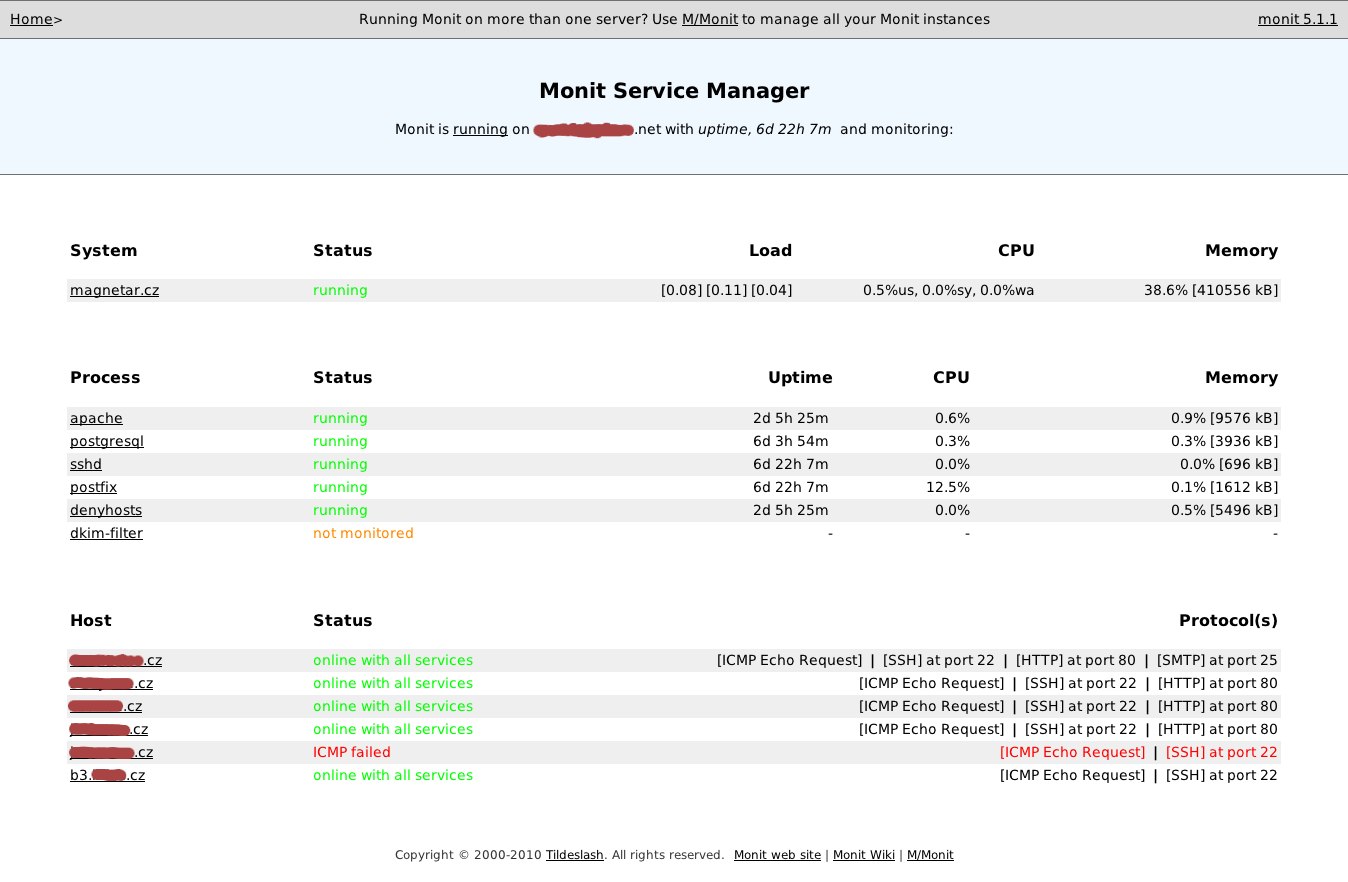 Home> Running Monit on more than one server? Use M/Monit to manage all your Monit instances monit 5.1.1
Monit Service Manager
Monit is running on .net with uptime, 6d 22h 7m and monitoring:
System Status Load CPU Memory
magnetar.cz running [0.08] [0.11] [0.04] 0.5%us, 0.0%sy, 0.0%wa 38.6% [410556 kB]
Process Status Uptime CPU Memory
apache running 2d 5h 25m 0.6% 0.9% [9576 kB]
postgresql running 6d 3h 54m 0.3% 0.3% [3936 kB]
sshd running 6d 22h 7m 0.0% 0.0% [696 kB]
postfix running 6d 22h 7m 12.5% 0.1% [1612 kB]
denyhosts running 2d 5h 25m 0.0% 0.5% [5496 kB]
dkim-filter not monitored - - -
Host Status Protocol(s)
.cz online with all services [ICMP Echo Request] | [SSH] at port 22 | [HTTP] at port 80 | [SMTP] at port 25
.cz online with all services [ICMP Echo Request] | [SSH] at port 22 | [HTTP] at port 80
.cz online with all services [ICMP Echo Request] | [SSH] at port 22 | [HTTP] at port 80
.cz online with all services [ICMP Echo Request] | [SSH] at port 22 | [HTTP] at port 80
.cz ICMP failed [ICMP Echo Request] | [SSH] at port 22
b3. .cz online with all services [ICMP Echo Request] | [SSH] at port 22
Copyright © 2000-2010 Tildeslash. All rights reserved. Monit web site | Monit Wiki | M/Monit